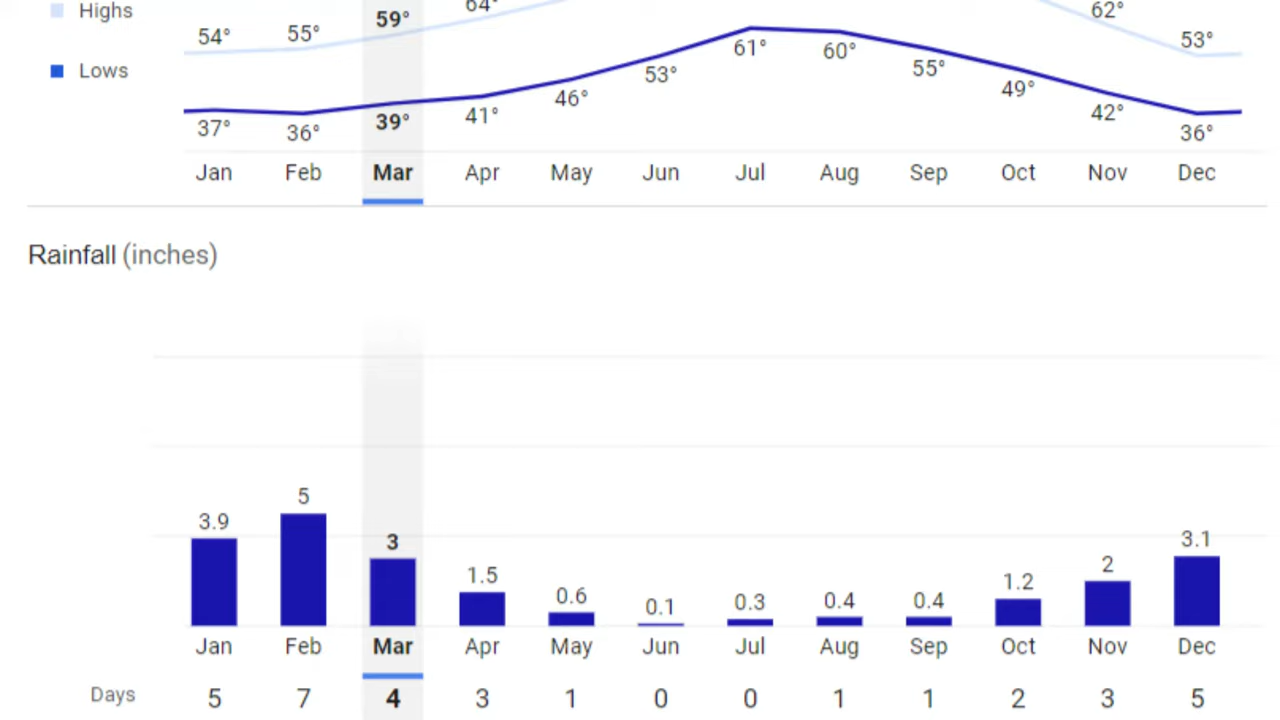 Highs
54° 55° 59° 64° 62° 53°
Lows
37° 36° 39° 41° 46° 53° 61° 60° 55° 49° 42° 36°
Jan Feb Mar Apr May Jun Jul Aug Sep Oct Nov Dec
Rainfall (inches)
3.9 5 3 1.5 0.6 0.1 0.3 0.4 0.4 1.2 2 3.1
Jan Feb Mar Apr May Jun Jul Aug Sep Oct Nov Dec
Days 5 7 4 3 1 0 0 1 1 2 3 5